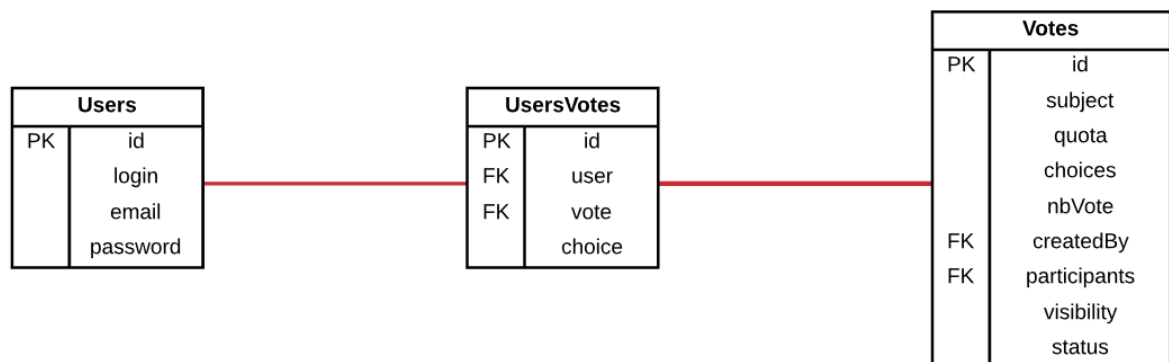 Users
PK id
login
email
password
UsersVotes
PK id
FK user
FK vote
choice
Votes
PK id
subject
quota
choices
nbVote
FK createdBy
FK participants
visibility
status